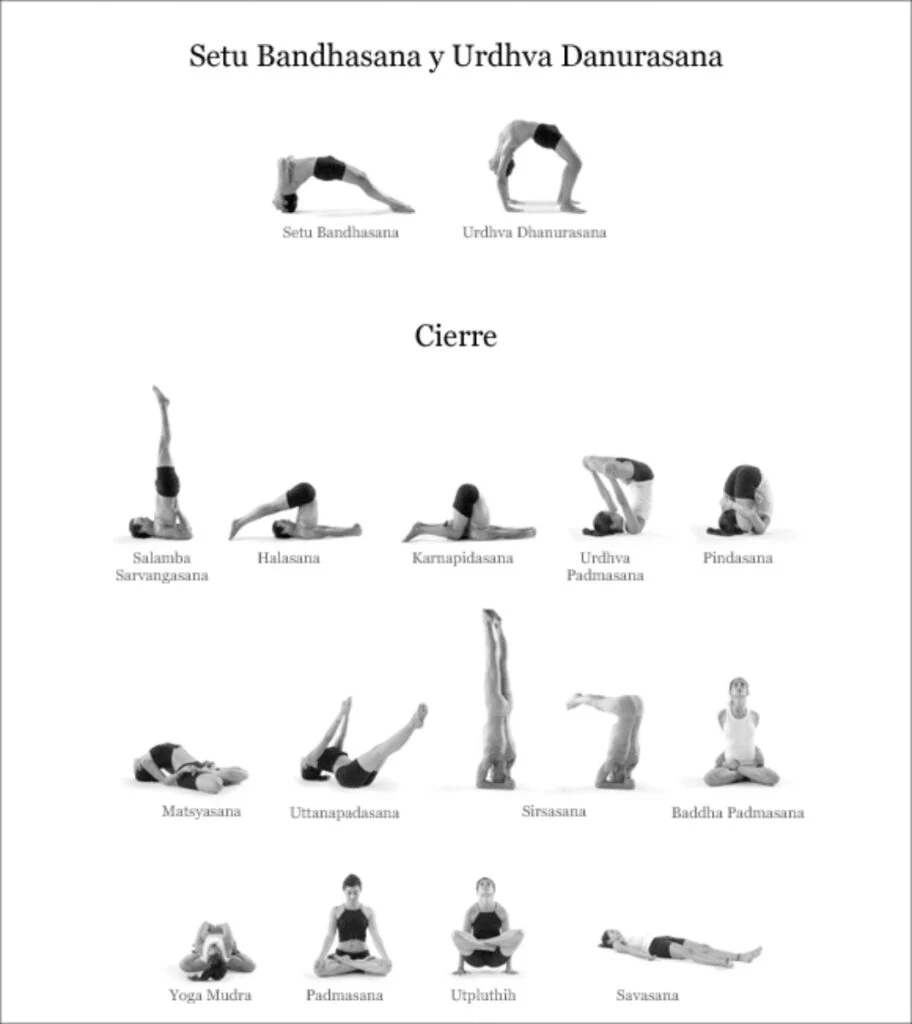 Setu Bandhasana y Urdhva Danurasana
Setu Bandhasana
Urdhva Dhanurasana
Cierre
Salamba
Sarvangasana
Halasana
Karnapidasana
Urdhva
Padmasana
Pindasana
Matsyasana
Uttanapadasana
Sirsasana
Baddha Padmasana
Yoga Mudra
Padmasana
Utpluthih
Savasana